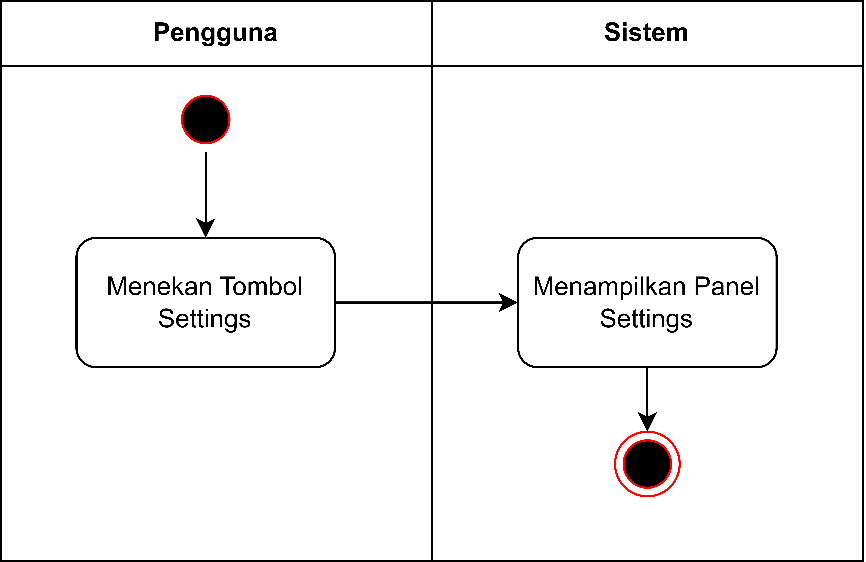 Pengguna
Sistem
Menekan Tombol
Settings
Menampilkan Panel
Settings